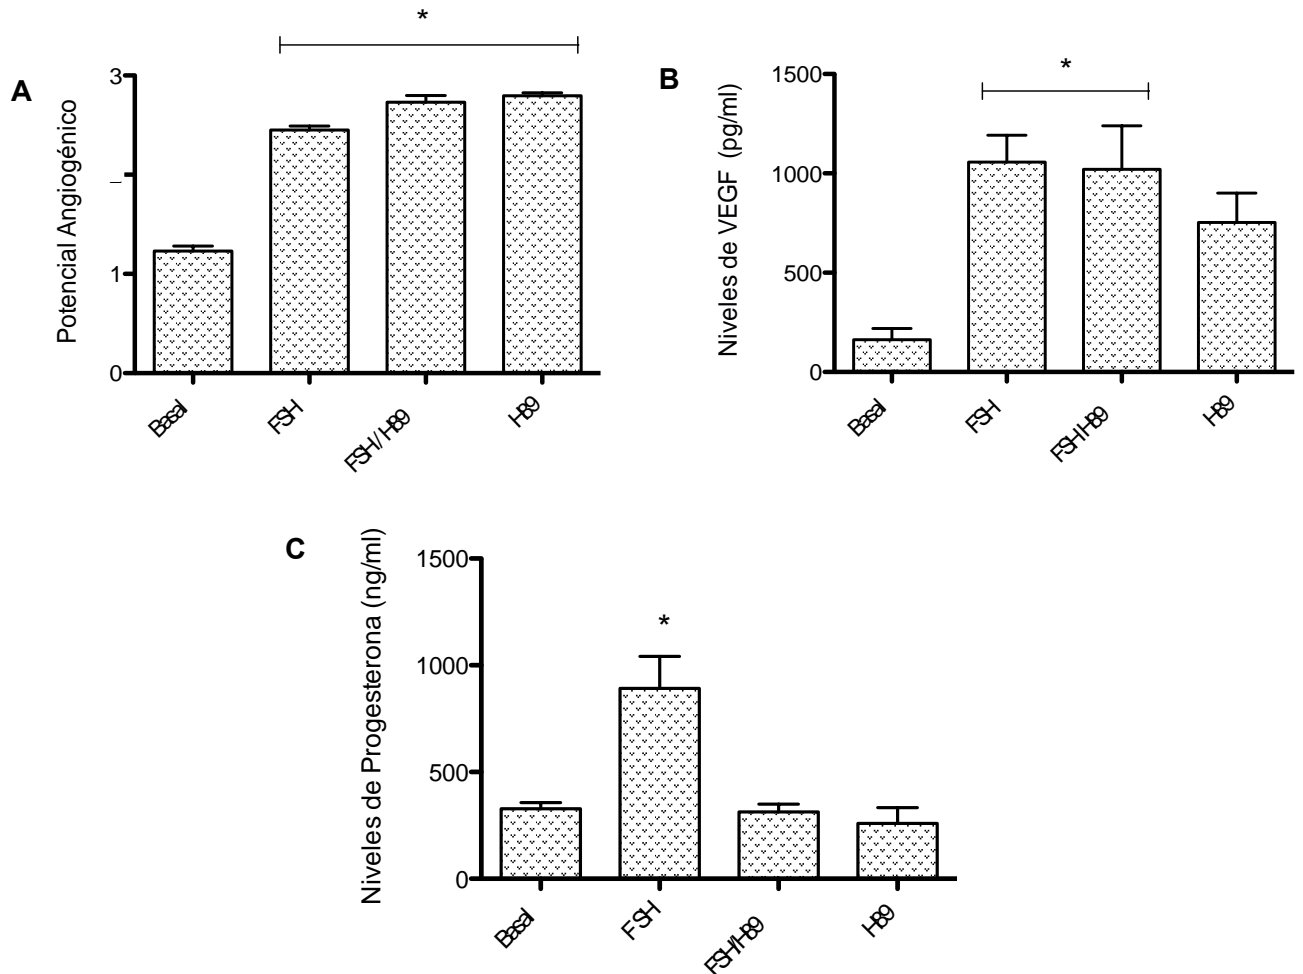 *
A
Potencial Angiogénico
3
1
0
Basal
FSH
FSH/ H89
H89
B
*
Niveles de VEGF (pg/ml)
1500
1000
500
0
Basal
FSH
FSH/H89
H89
C
*
Niveles de Progesterona (ng/ml)
1500
1000
500
0
Basal
FSH
FSH/H89
H89